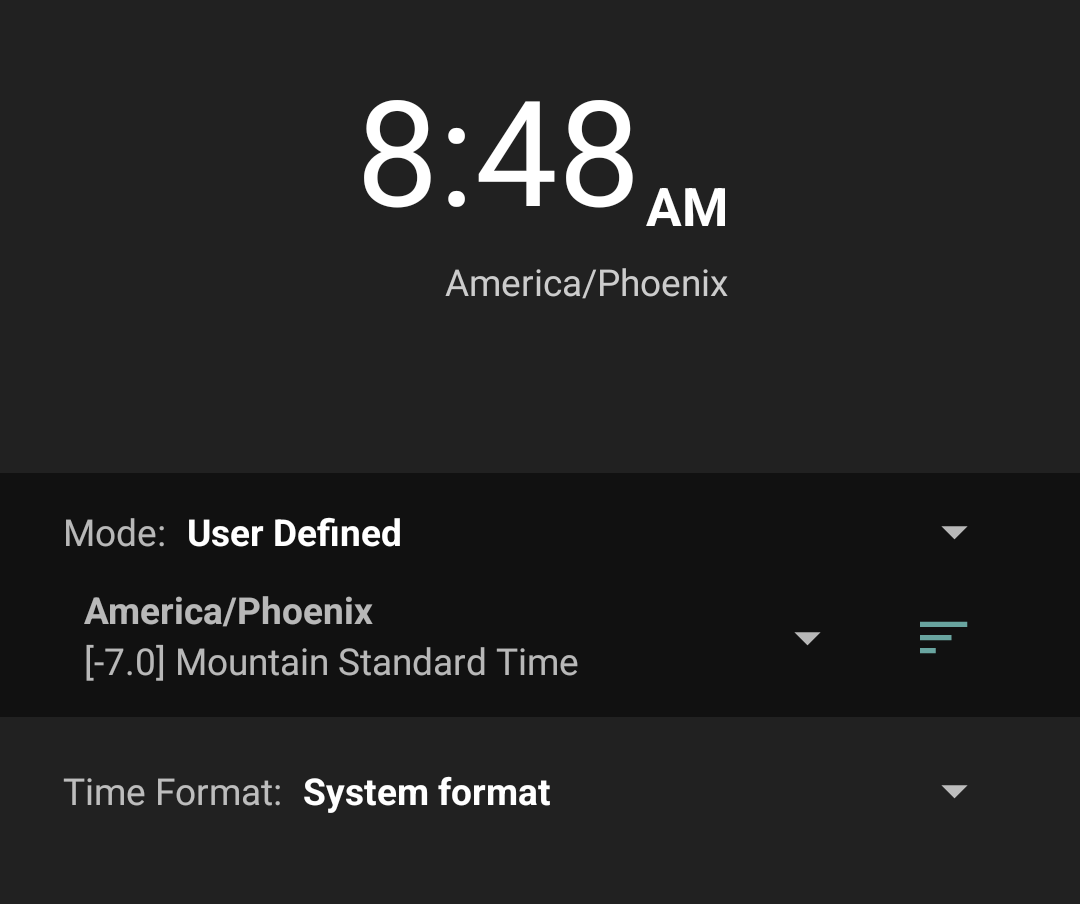 8:48 AM
America/Phoenix
Mode: User Defined
America/Phoenix
[-7.0] Mountain Standard Time
Time Format: System format